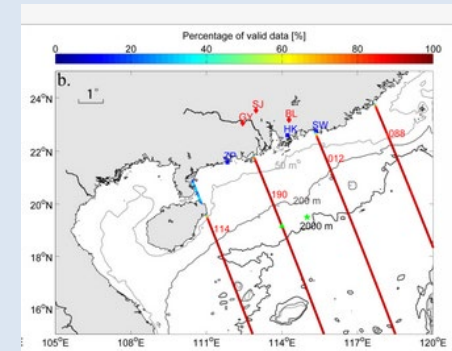 Percentage of valid data [%]
0 20 40 60 80 100
b.
1°
24°N
22°N
20°N
18°N
16°N
SJ
GY
BL
HK
SW
ZP
50 m
088
012
190
200 m
114
2000 m
105°E 108°E 111°E 114°E 117°E 120°E